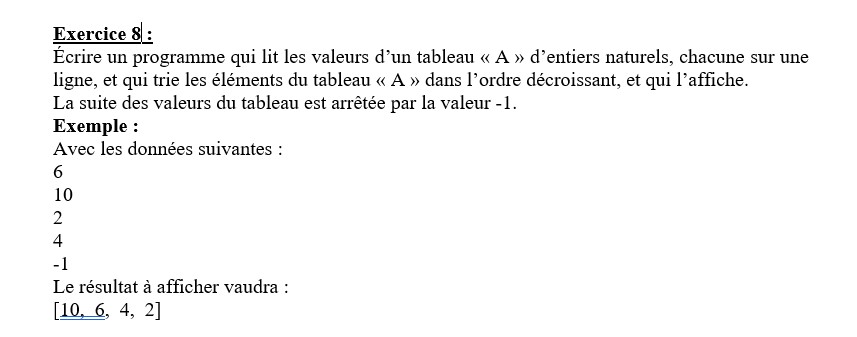 Exercice 8 :
Écrire un programme qui lit les valeurs d’un tableau « A » d’entiers naturels, chacune sur une
ligne, et qui trie les éléments du tableau « A » dans l’ordre décroissant, et qui l’affiche.
La suite des valeurs du tableau est arrêtée par la valeur -1.
Exemple :
Avec les données suivantes :
6
10
2
4
-1
Le résultat à afficher vaudra :
[10, 6, 4, 2]